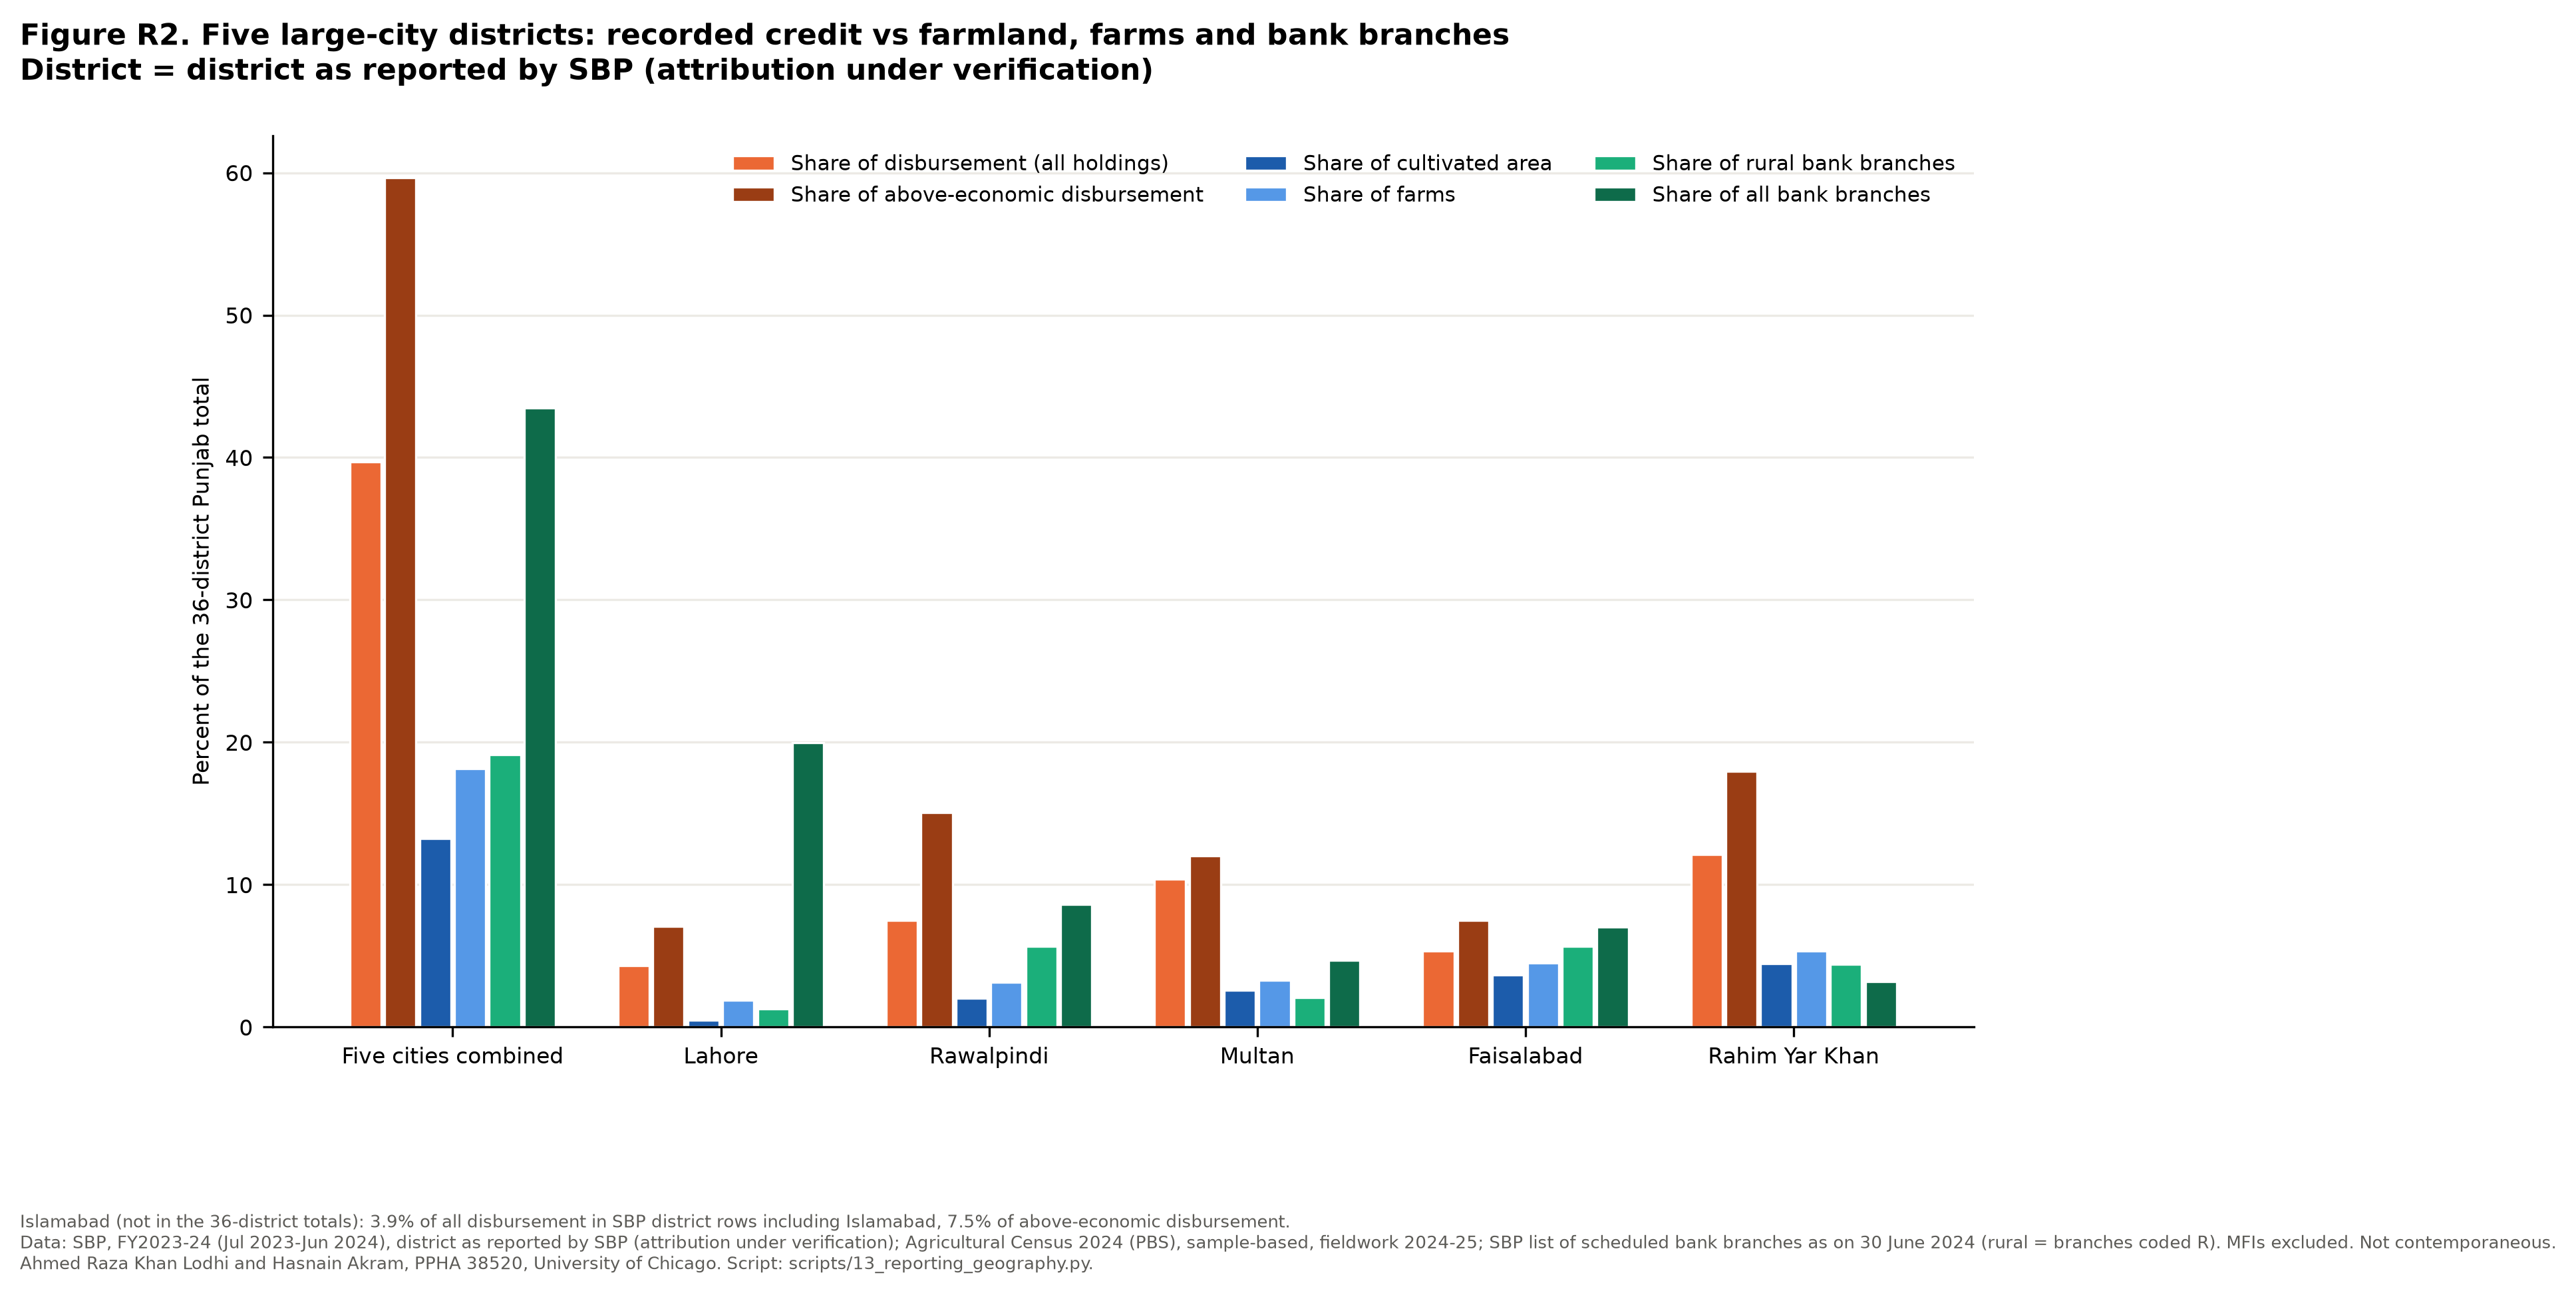 Figure R2. Five large-city districts: recorded credit vs farmland, farms and bank branches
District = district as reported by SBP (attribution under verification)
Share of disbursement (all holdings)
Share of above-economic disbursement
Share of cultivated area
Share of farms
Share of rural bank branches
Share of all bank branches
Percent of the 36-district Punjab total
60
50
40
30
20
10
0
Five cities combined
Lahore
Rawalpindi
Multan
Faisalabad
Rahim Yar Khan
Islamabad (not in the 36-district totals): 3.9% of all disbursement in SBP district rows including Islamabad, 7.5% of above-economic disbursement.
Data: SBP, FY2023-24 (Jul 2023-Jun 2024), district as reported by SBP (attribution under verification); Agricultural Census 2024 (PBS), sample-based, fieldwork 2024-25; SBP list of scheduled bank branches as on 30 June 2024 (rural = branches coded R). MFIs excluded. Not contemporaneous.
Ahmed Raza Khan Lodhi and Hasnain Akram, PPHA 38520, University of Chicago. Script: scripts/13_reporting_geography.py.